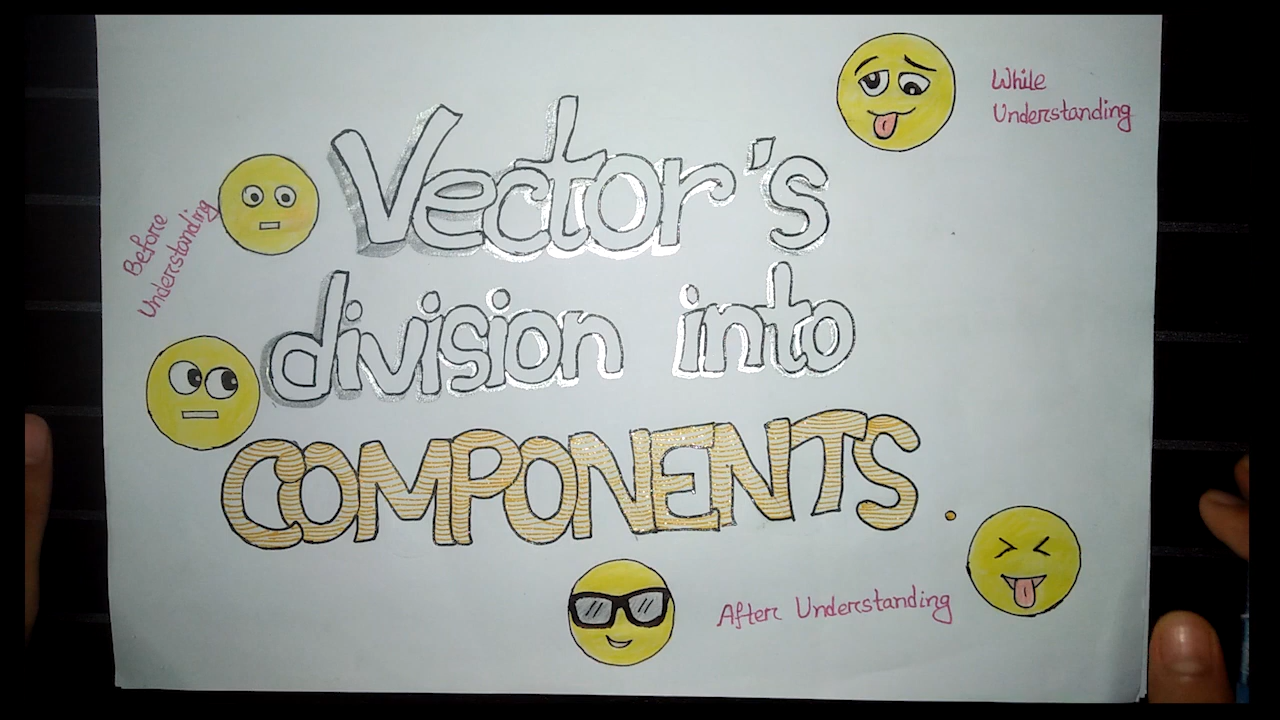 While
Understanding
Vector's
Before
Understanding
division into
COMPONENTS.
After Understanding